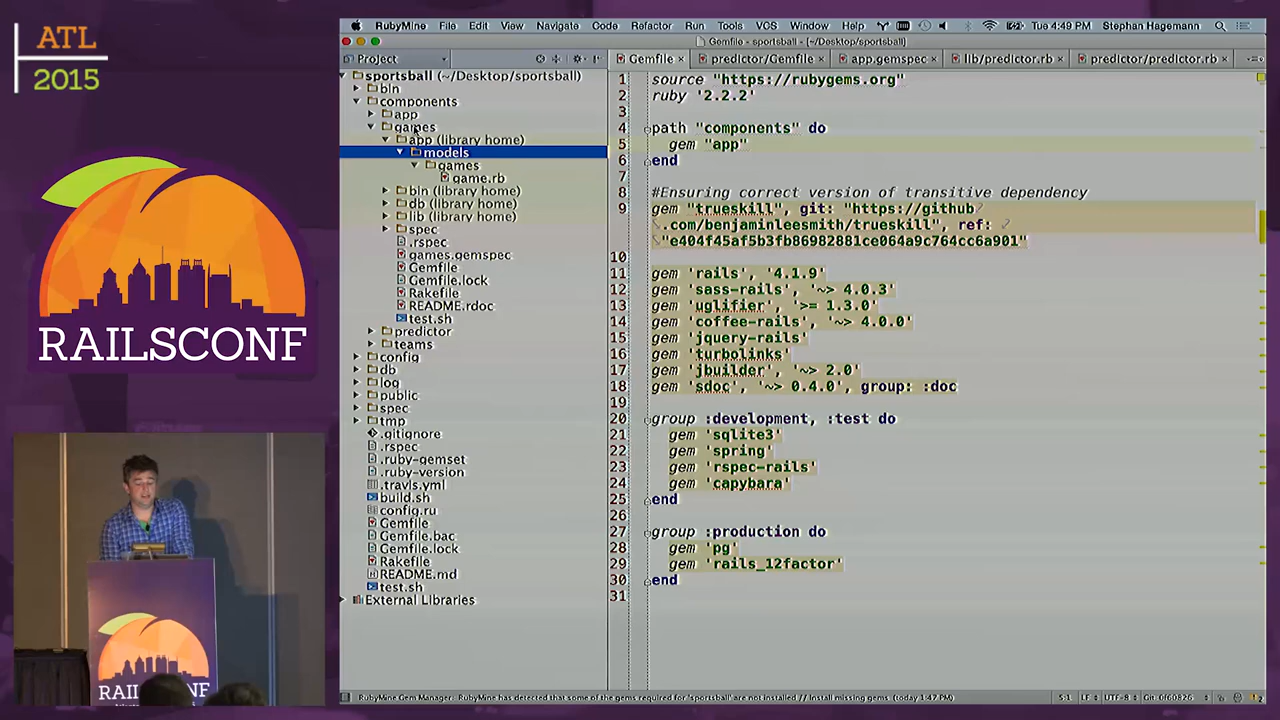 ATL
2015
RAILSCONF
RubyMine File Edit View Navigate Code Refactor Run Tools VCS Window Help Tue 4:49 PM Stephan Hagemann
Gemfile - sportsball - [~/Desktop/sportsball]
Project
Gemfile predictor/Gemfile app.gemspec lib/predictor.rb predictor/predictor.rb
sportsball (~/Desktop/sportsball)
bin
components
app
games
app (library home)
models
games
game.rb
bin (library home)
db (library home)
lib (library home)
spec
.rspec
games.gemspec
Gemfile
Gemfile.lock
Rakefile
README.rdoc
test.sh
predictor
teams
config
db
log
public
spec
tmp
.gitignore
.rspec
.ruby-gemset
.ruby-version
.travis.yml
build.sh
config.ru
Gemfile
Gemfile.bac
Gemfile.lock
Rakefile
README.md
test.sh
External Libraries
1 source "https://rubygems.org"
2 ruby '2.2.2'
3
4 path "components" do
5 gem "app"
6 end
7
8 #Ensuring correct version of transitive dependency
9 gem "trueskill", git: "https://github
.com/benjaminleesmith/trueskill", ref:
"e404f45af5b3fb86982881ce064a9c764cc6a901"
10
11 gem 'rails', '4.1.9'
12 gem 'sass-rails', '~> 4.0.3'
13 gem 'uglifier', '>= 1.3.0'
14 gem 'coffee-rails', '~> 4.0.0'
15 gem 'jquery-rails'
16 gem 'turbolinks'
17 gem 'jbuilder', '~> 2.0'
18 gem 'sdoc', '~> 0.4.0', group: :doc
19
20 group :development, :test do
21 gem 'sqlite3'
22 gem 'spring'
23 gem 'rspec-rails'
24 gem 'capybara'
25 end
26
27 group :production do
28 gem 'pg'
29 gem 'rails_12factor'
30 end
31
RubyMine Gem Manager: RubyMine has detected that some of the gems required for 'sportsball' are not installed // Install missing gems. (today 1:47 PM) 5:1 LF UTF-8